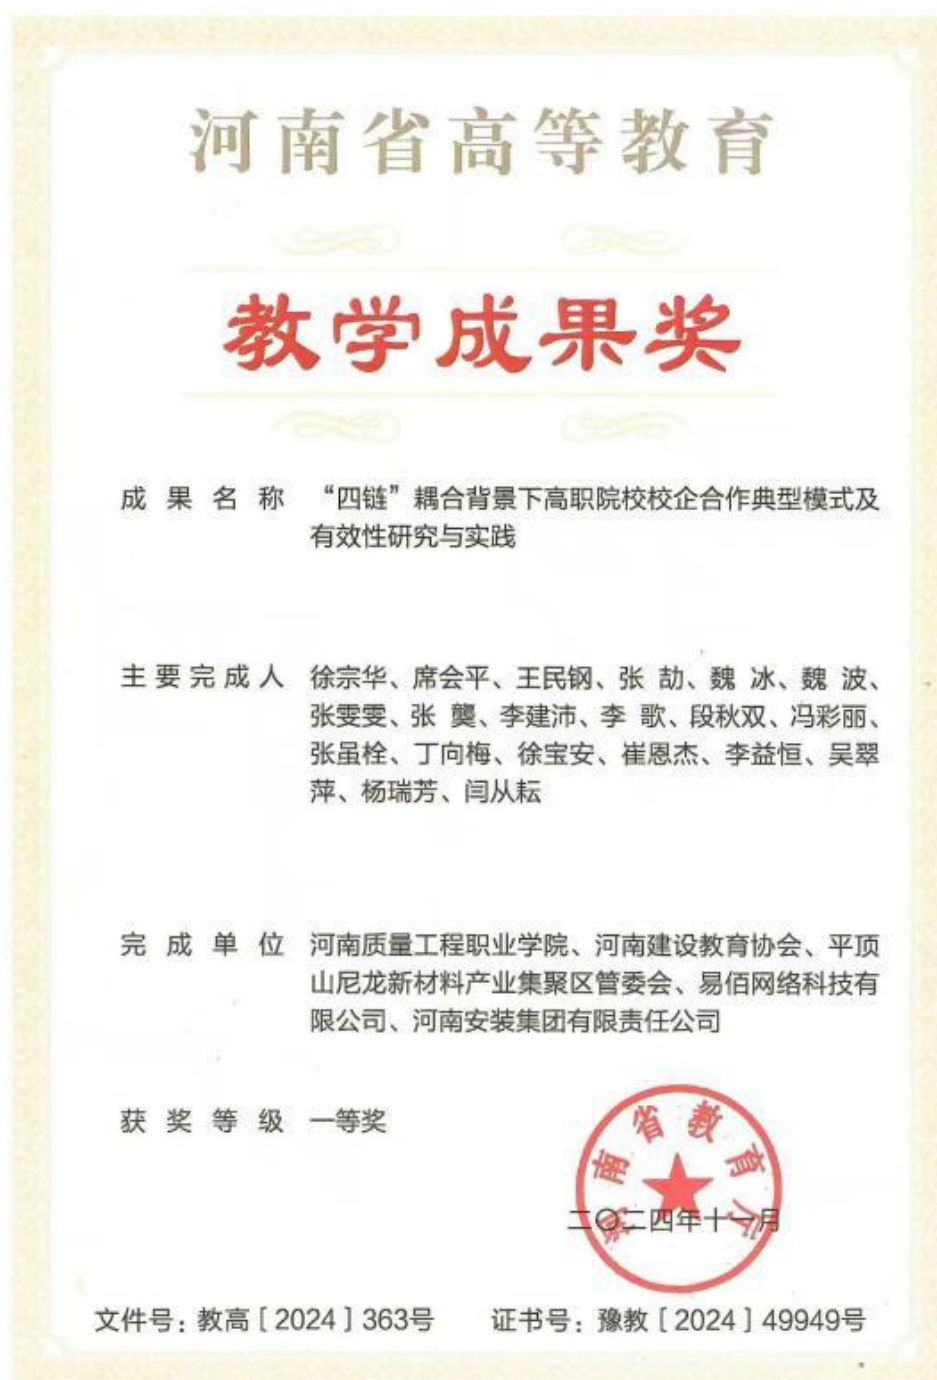 河南省高等教育
教学成果奖
成果名称 “四链”耦合背景下高职院校校企合作典型模式及
有效性研究与实践
主要完成人 徐宗华、席会平、王民钢、张 劼、魏 冰、魏 波、
张雯雯、张 龑、李建沛、李 歌、段秋双、冯彩丽、
张虽栓、丁向梅、徐宝安、崔恩杰、李益恒、吴翠
萍、杨瑞芳、闫从耘
完成单位 河南质量工程职业学院、河南建设教育协会、平顶
山尼龙新材料产业集聚区管委会、易佰网络科技有
限公司、河南安装集团有限责任公司
获奖等级 一等奖
河南省教育厅
二〇二四年十一月
文件号：教高［2024］363号 证书号：豫教［2024］49949号